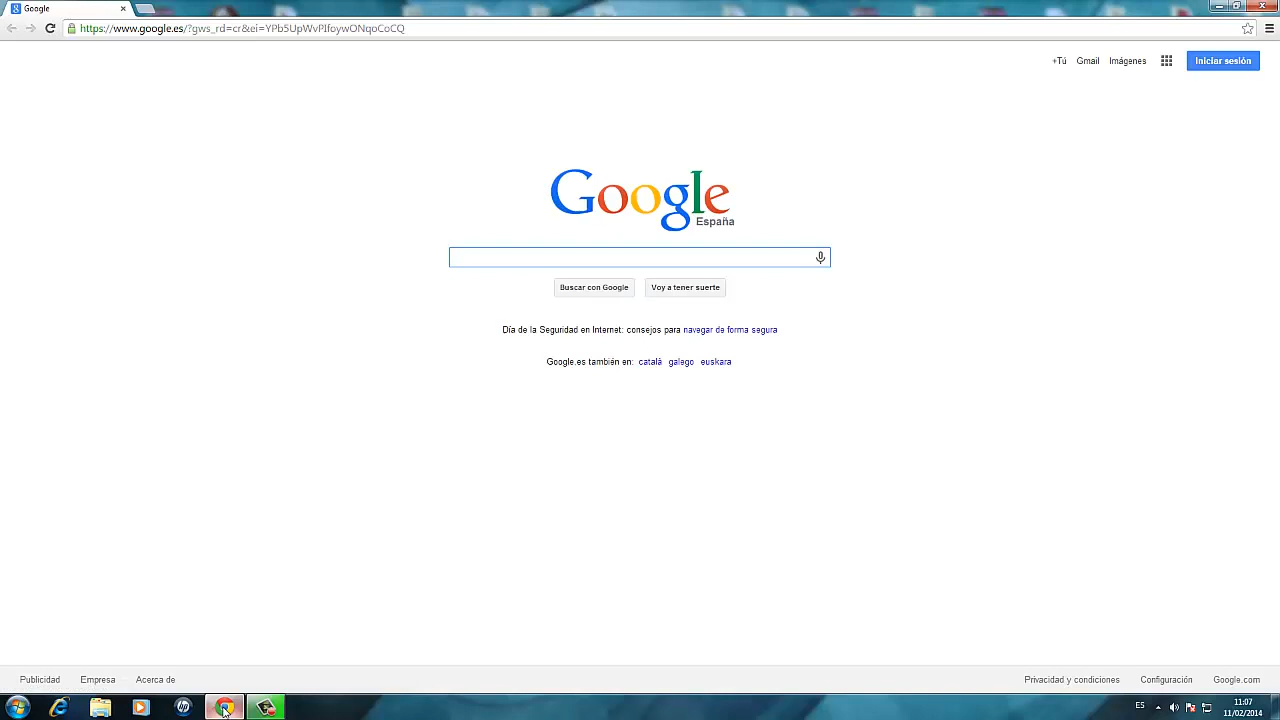 Google
https://www.google.es/?gws_rd=cr&ei=YPb5UpWvPIfoywONqoCoCQ
+Tú Gmail Imágenes Iniciar sesión
Google
España
Buscar con Google Voy a tener suerte
Día de la Seguridad en Internet: consejos para navegar de forma segura
Google.es también en: català galego euskara
Publicidad Empresa Acerca de Privacidad y condiciones Configuración Google.com
ES 11:07
11/02/2014